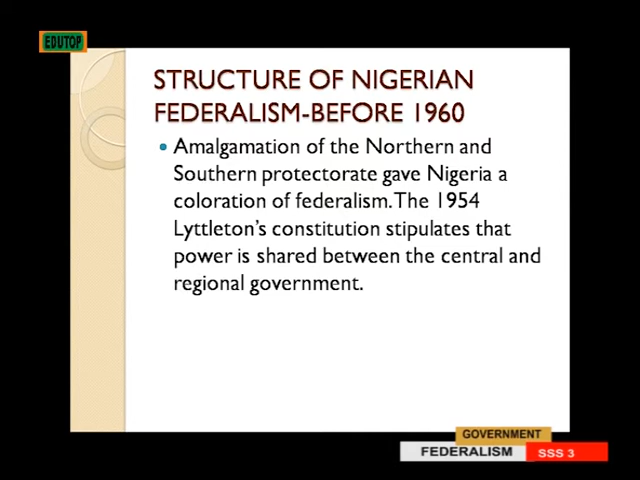 EDUTOP
STRUCTURE OF NIGERIAN
FEDERALISM-BEFORE 1960
• Amalgamation of the Northern and
Southern protectorate gave Nigeria a
coloration of federalism. The 1954
Lyttleton's constitution stipulates that
power is shared between the central and
regional government.
GOVERNMENT
FEDERALISM SSS 3